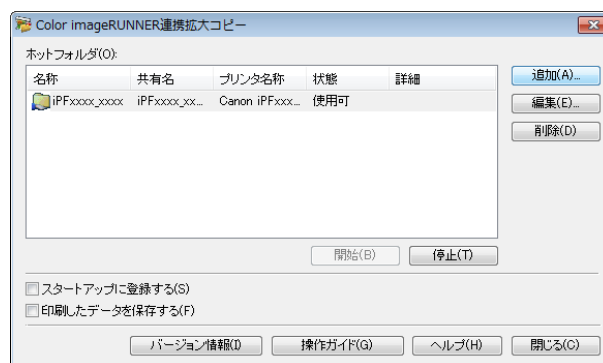 Color imageRUNNER連携拡大コピー
ホットフォルダ(O):
名称 共有名 プリンタ名称 状態 詳細
iPFxxxx_xxxx iPFxxxx_xx... Canon iPFxxx... 使用可
追加(A)...
編集(E)...
削除(D)
開始(B) 停止(T)
スタートアップに登録する(S)
印刷したデータを保存する(F)
バージョン情報(I) 操作ガイド(G) ヘルプ(H) 閉じる(C)